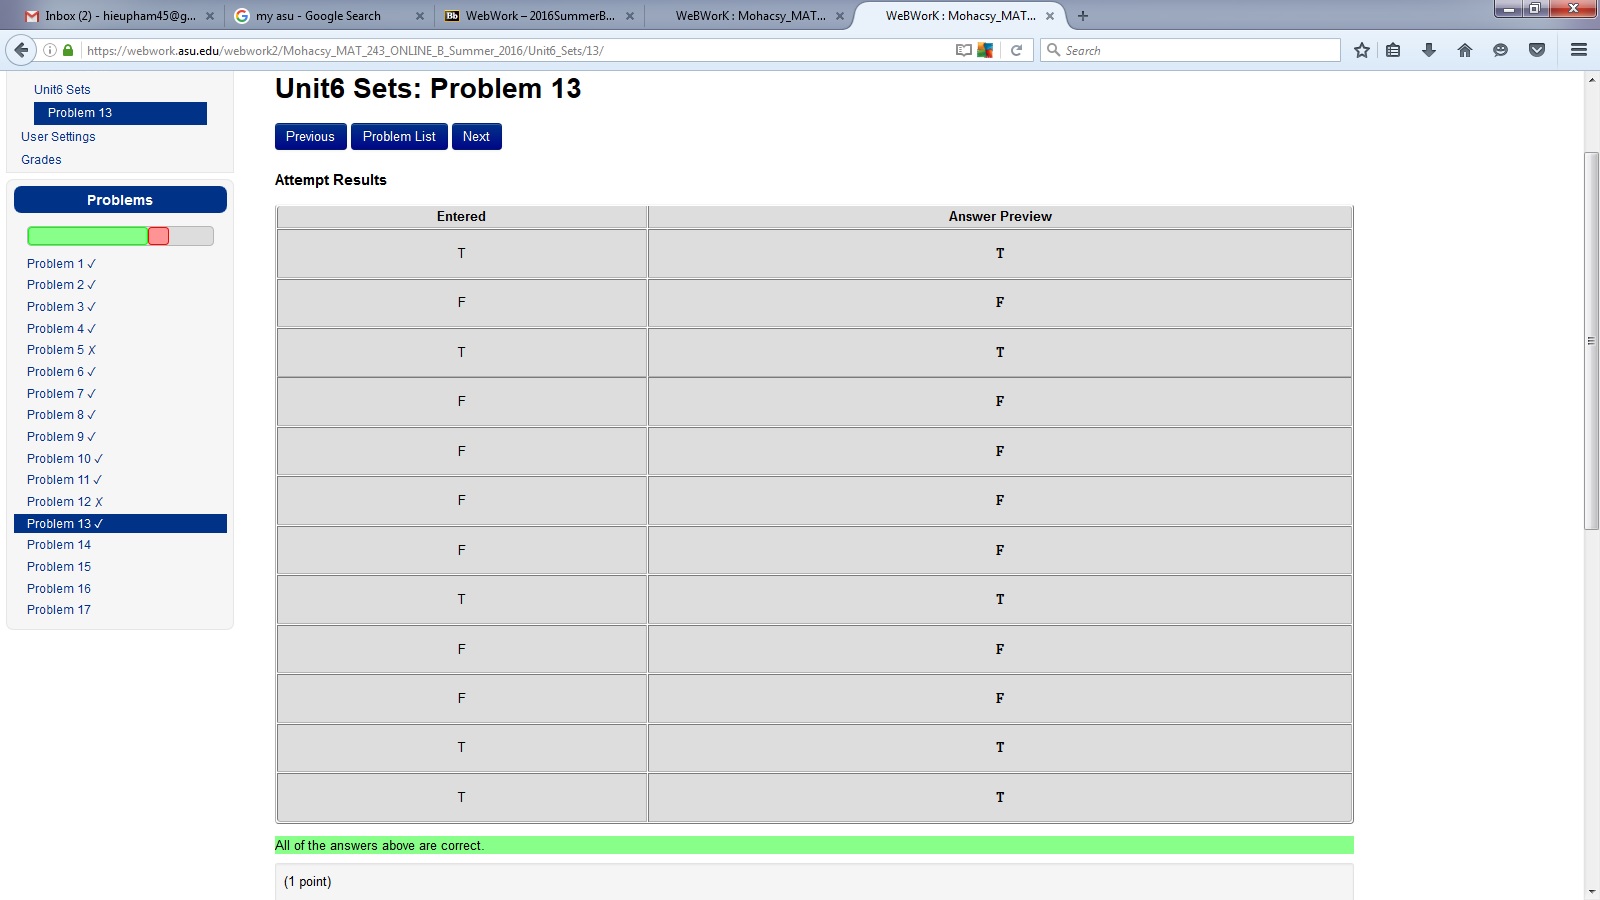 Inbox (2) - hieupham45@g...
my asu - Google Search
Bb WebWork – 2016SummerB...
WeBWorK : Mohacsy_MAT...
WeBWorK : Mohacsy_MAT...
https://webwork.asu.edu/webwork2/Mohacsy_MAT_243_ONLINE_B_Summer_2016/Unit6_Sets/13/
Search
Unit6 Sets
Problem 13
User Settings
Grades
Problems
Problem 1 ✓
Problem 2 ✓
Problem 3 ✓
Problem 4 ✓
Problem 5 ✗
Problem 6 ✓
Problem 7 ✓
Problem 8 ✓
Problem 9 ✓
Problem 10 ✓
Problem 11 ✓
Problem 12 ✗
Problem 13 ✓
Problem 14
Problem 15
Problem 16
Problem 17
Unit6 Sets: Problem 13
Previous Problem List Next
Attempt Results
Entered Answer Preview
T T
F F
T T
F F
F F
F F
F F
T T
F F
F F
T T
T T
All of the answers above are correct.
(1 point)